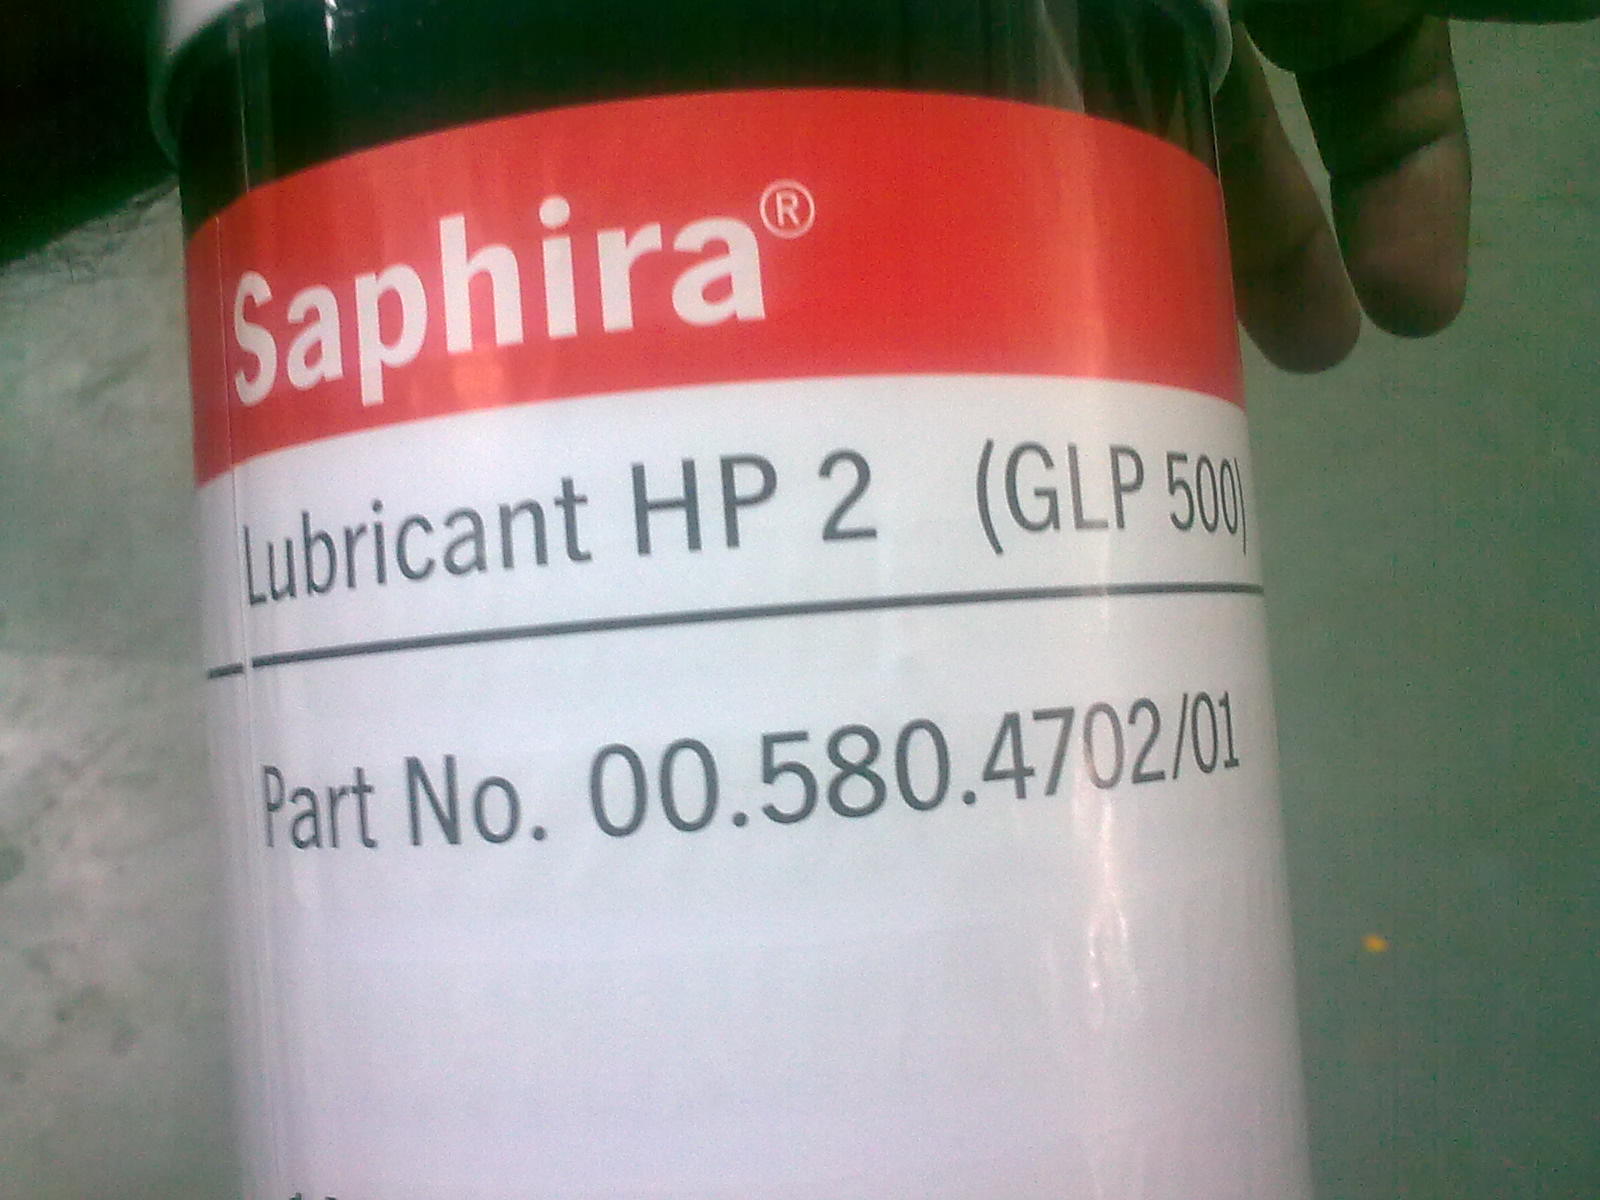 Saphira®
Lubricant HP 2 (GLP 500)
Part No. 00.580.4702/01